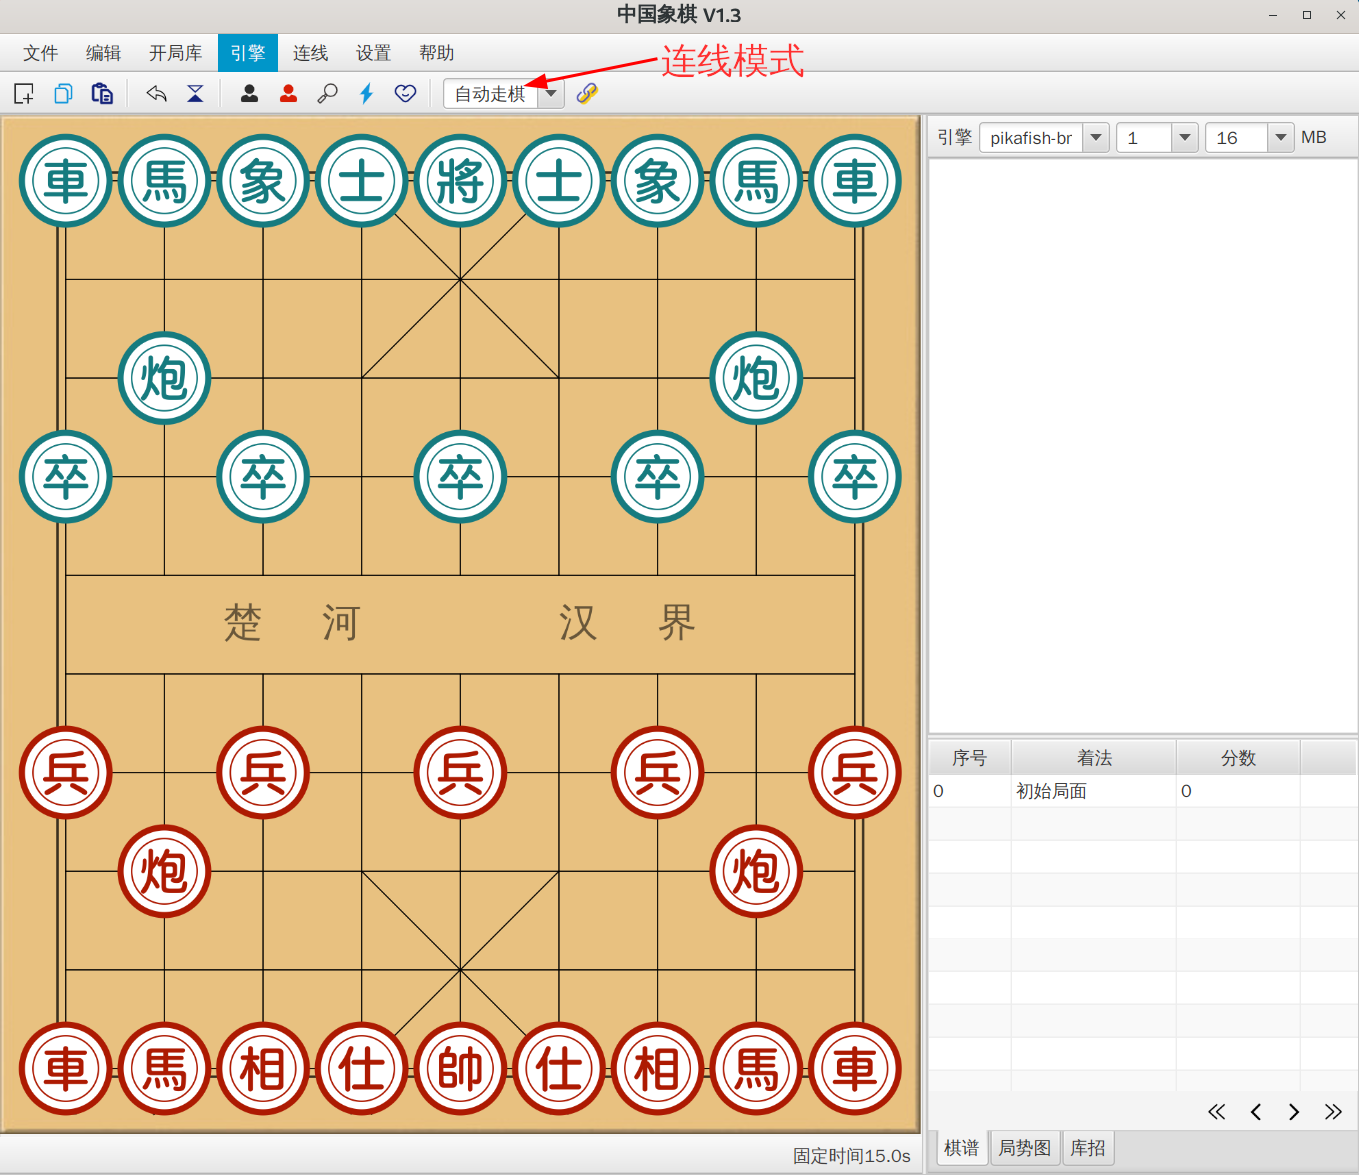 中国象棋 V1.3
文件 编辑 开局库 引擎 连线 设置 帮助
连线模式
自动走棋
引擎 pikafish-br 1 16 MB
車 馬 象 士 將 士 象 馬 車
炮 炮
卒 卒 卒 卒 卒
楚 河 汉 界
兵 兵 兵 兵 兵
炮 炮
車 馬 相 仕 帥 仕 相 馬 車
序号 着法 分数
0 初始局面 0
棋谱 局势图 库招
固定时间15.0s